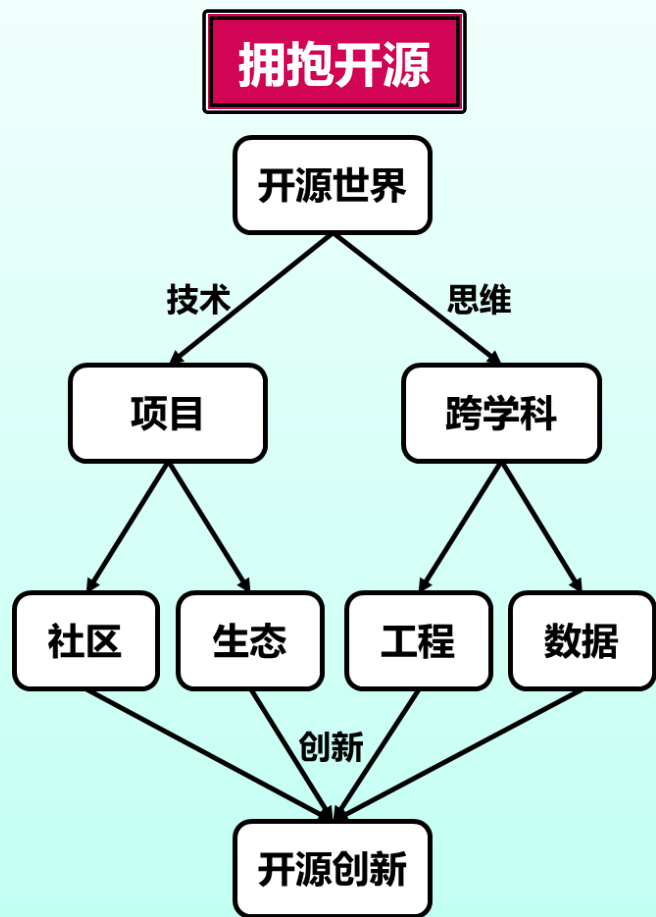 拥抱开源
开源世界
技术
思维
项目
跨学科
社区
生态
工程
数据
创新
开源创新